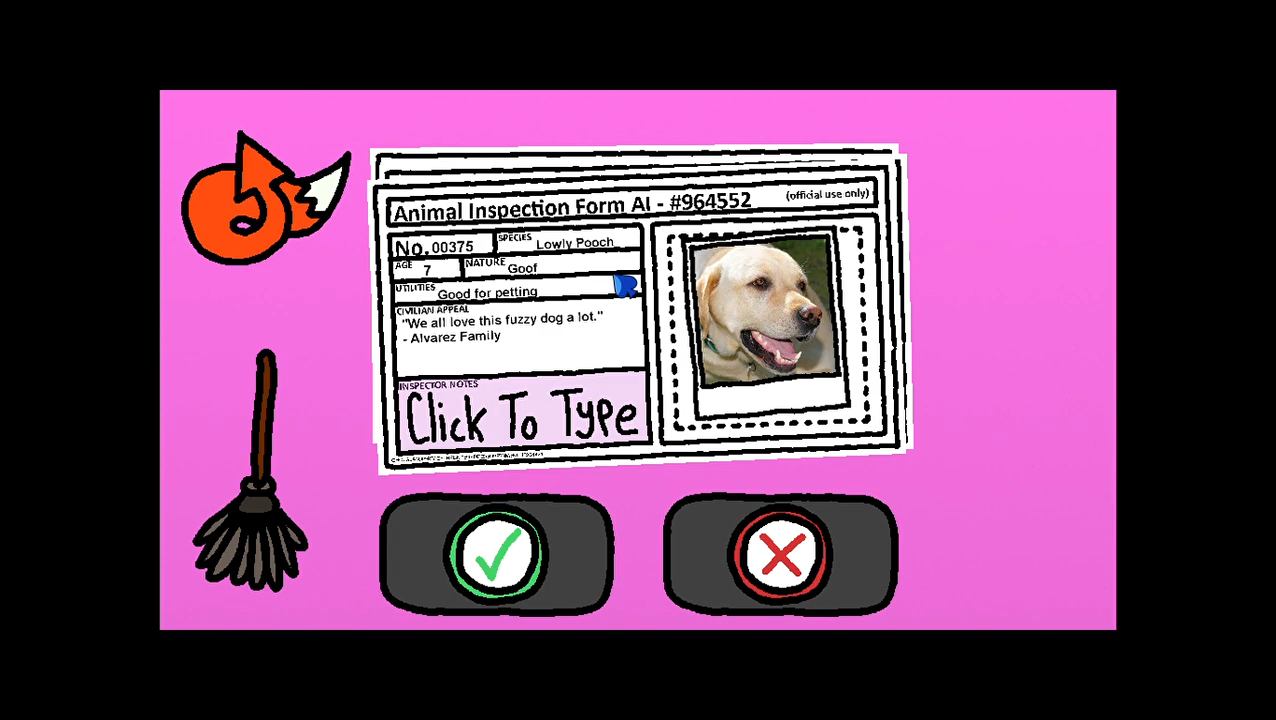 Animal Inspection Form AI - #964552 (official use only)
No. 00375 SPECIES Lowly Pooch
AGE 7 NATURE Goof
UTILITIES Good for petting
CIVILIAN APPEAL
"We all love this fuzzy dog a lot."
- Alvarez Family
INSPECTOR NOTES
Click To Type